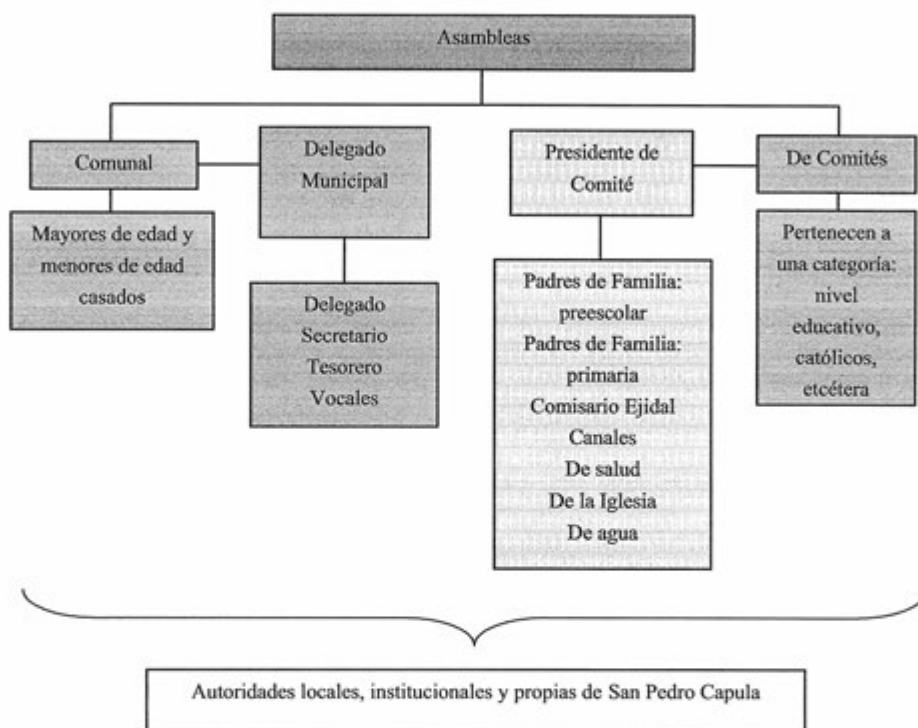 Asambleas
Comunal
Delegado
Municipal
Presidente de
Comité
De Comités
Mayores de edad y
menores de edad
casados
Delegado
Secretario
Tesorero
Vocales
Padres de Familia:
preescolar
Padres de Familia:
primaria
Comisario Ejidal
Canales
De salud
De la Iglesia
De agua
Pertenecen a
una categoría:
nivel
educativo,
católicos,
etcétera
Autoridades locales, institucionales y propias de San Pedro Capula